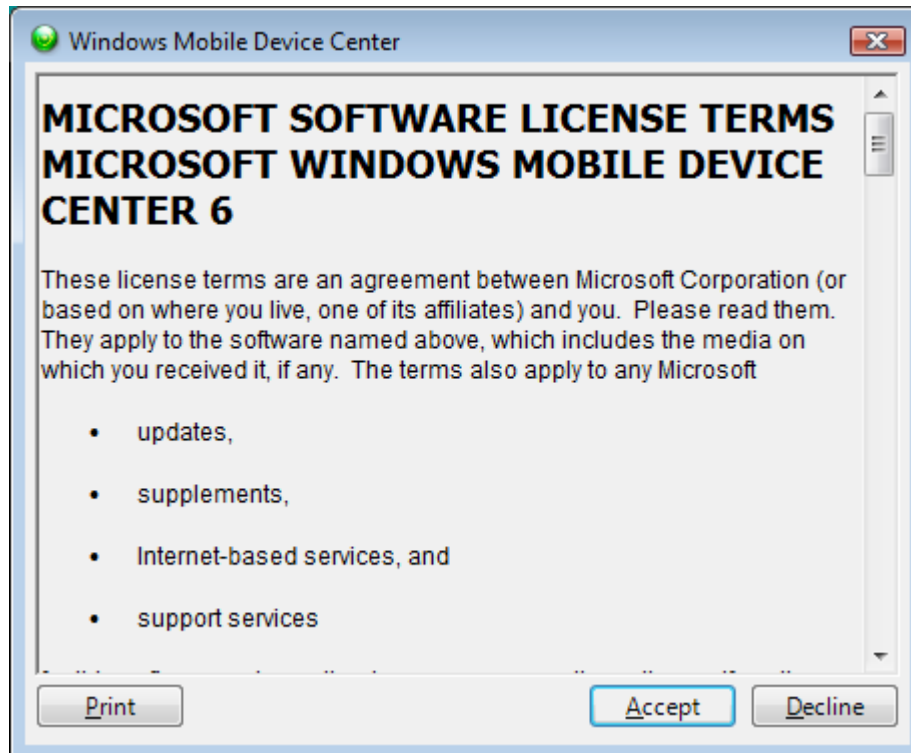 Windows Mobile Device Center
MICROSOFT SOFTWARE LICENSE TERMS
MICROSOFT WINDOWS MOBILE DEVICE
CENTER 6
These license terms are an agreement between Microsoft Corporation (or
based on where you live, one of its affiliates) and you.  Please read them.
They apply to the software named above, which includes the media on
which you received it, if any.  The terms also apply to any Microsoft
• updates,
• supplements,
• Internet-based services, and
• support services
Print
Accept
Decline